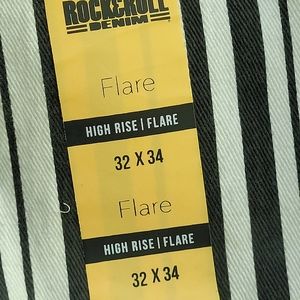 ROCK&ROLL
DENIM
Flare
HIGH RISE | FLARE
32 X 34
Flare
HIGH RISE | FLARE
32 X 34